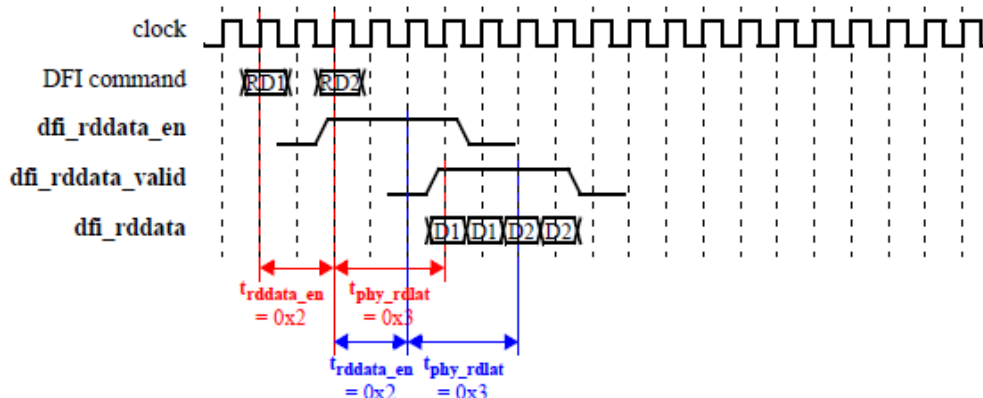 clock
DFI command RD1 RD2
dfi_rddata_en
dfi_rddata_valid
dfi_rddata D1 D1 D2 D2
trddata_en tphy_rdlat
= 0x2 = 0x3
trddata_en tphy_rdlat
= 0x2 = 0x3